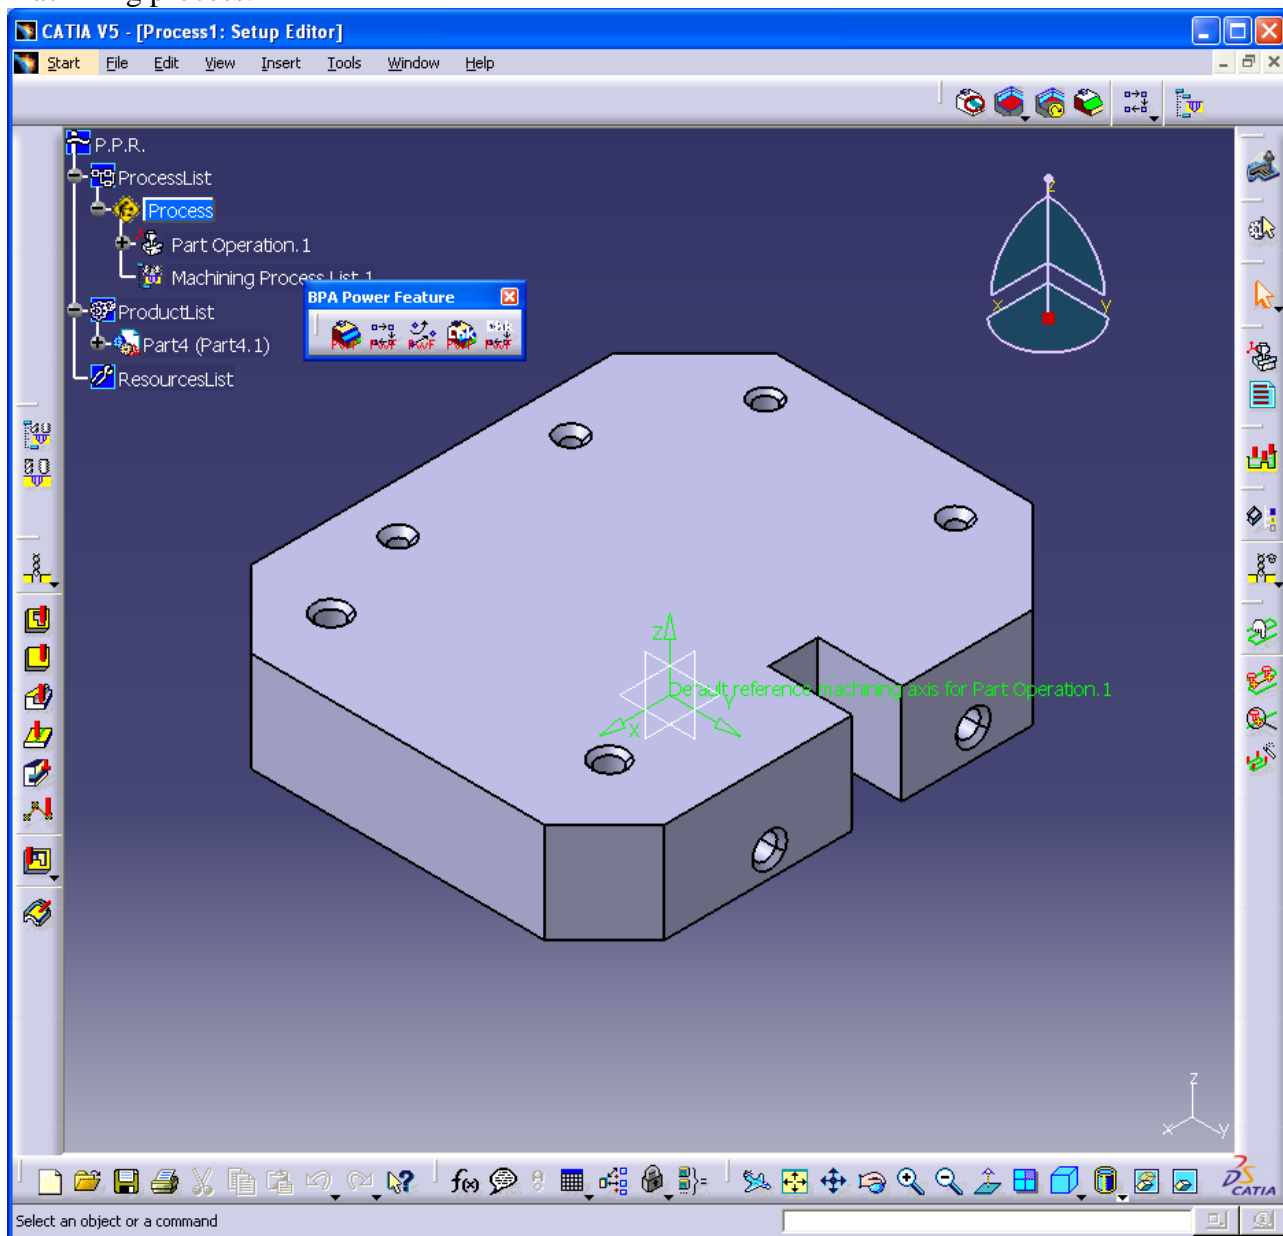 CATIA V5 - [Process1: Setup Editor]
Start File Edit View Insert Tools Window Help
P.P.R.
ProcessList
Process
Part Operation.1
Machining Process List.1
BPA Power Feature
ProductList
Part4 (Part4.1)
ResourcesList
z
x
y
Z
Default reference machining axis for Part Operation.1
Y
X
z
x
y
f(x)
DS
CATIA
Select an object or a command